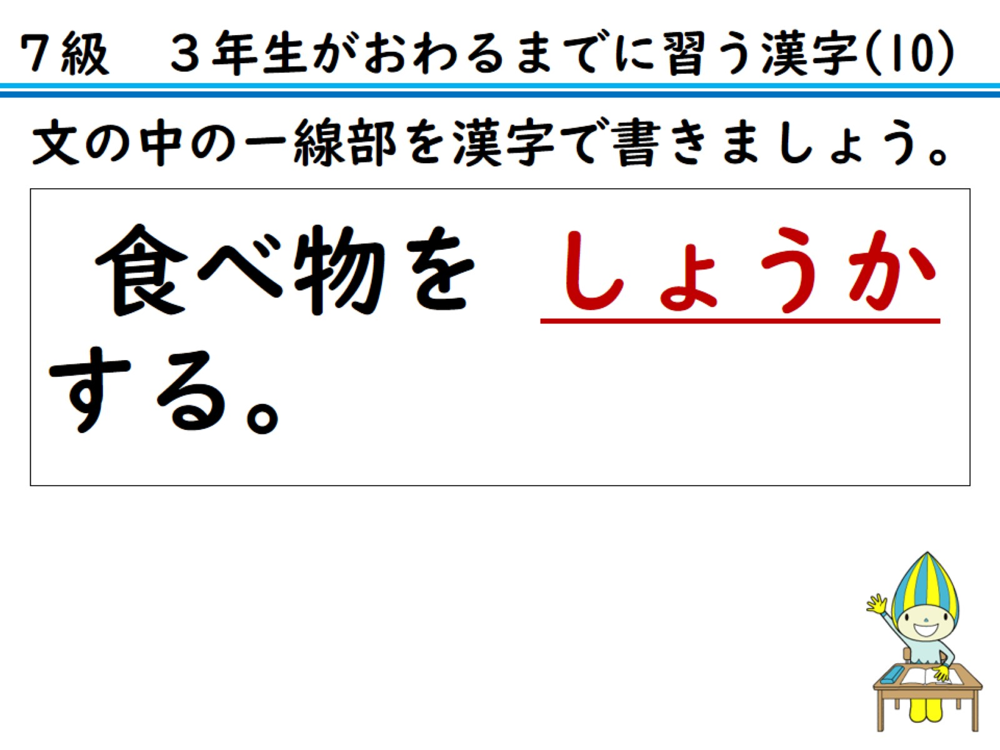 ７級　３年生がおわるまでに習う漢字(10)
文の中の一線部を漢字で書きましょう。
食べ物を しょうか
する。